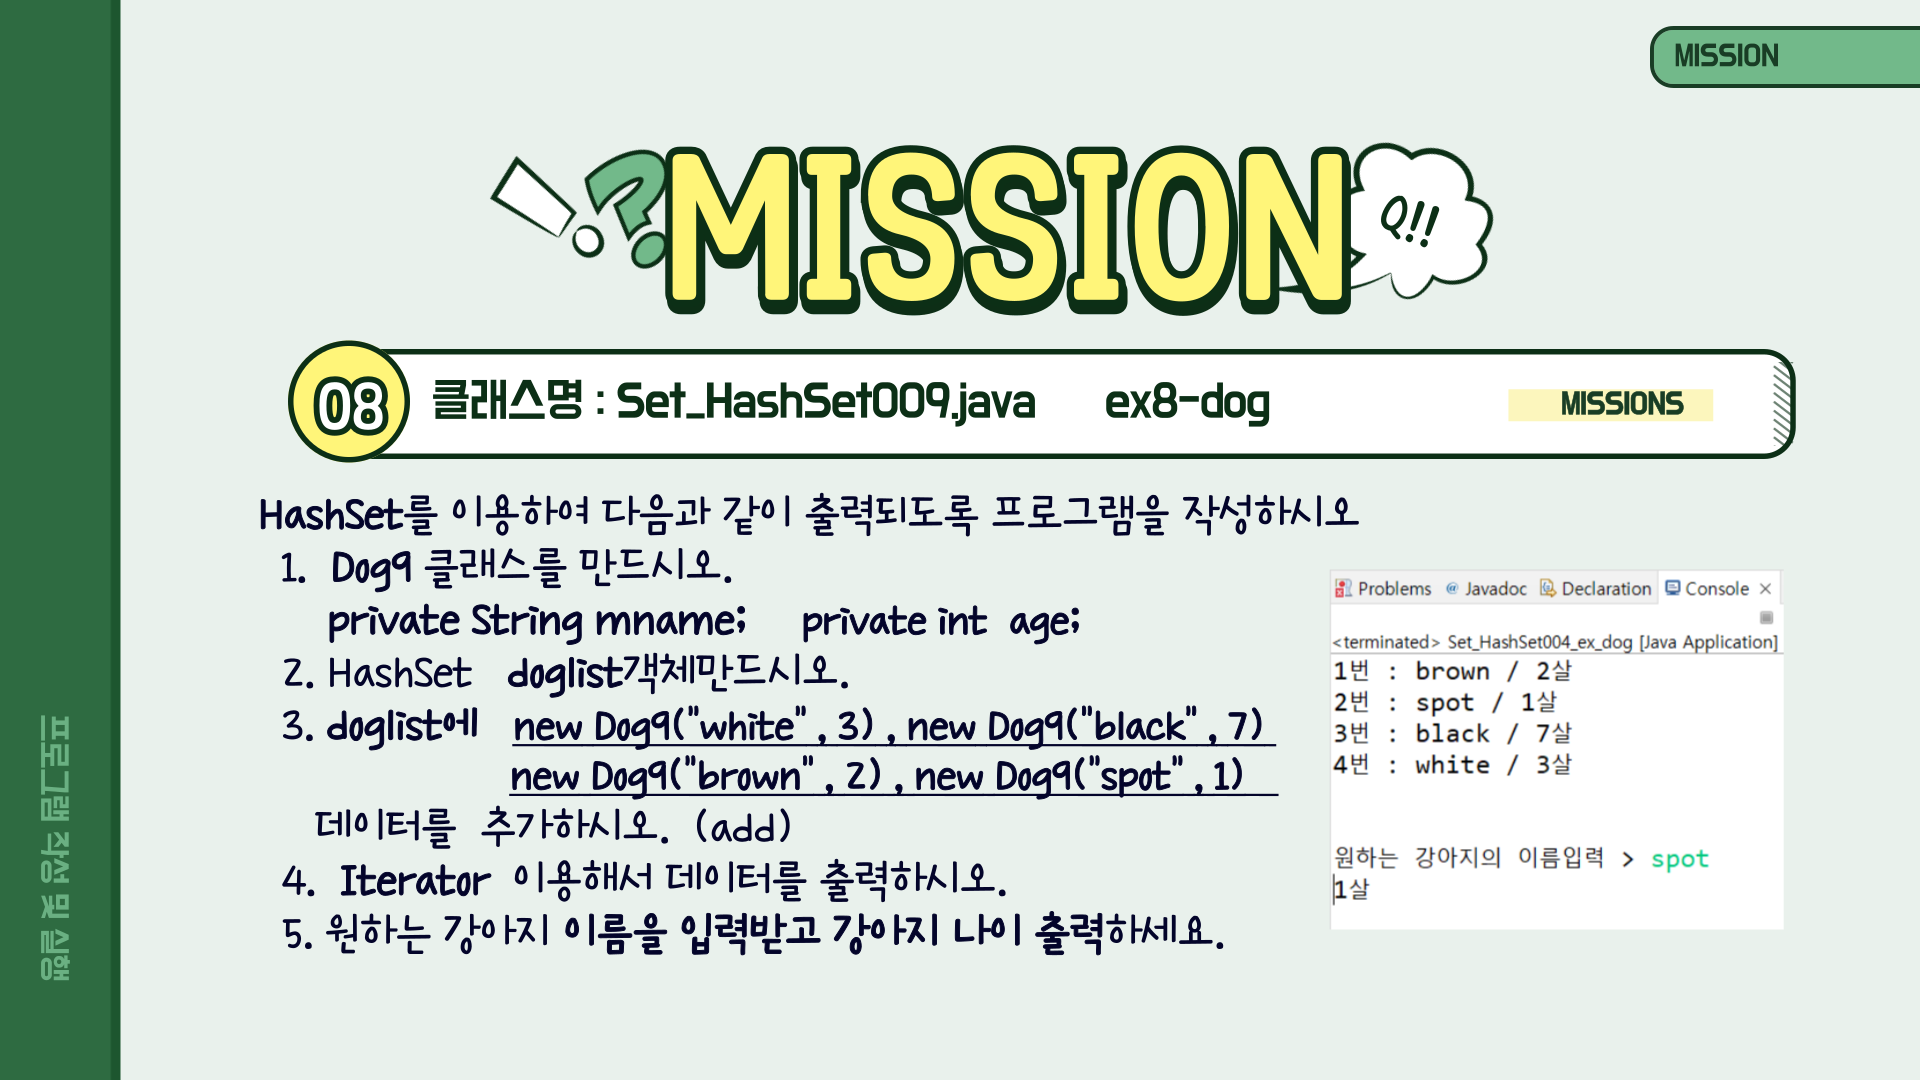 MISSION
MISSION
Q!!
08 클래스명 : Set_HashSet009.java ex8-dog MISSIONS
HashSet를 이용하여 다음과 같이 출력되도록 프로그램을 작성하시오
1. Dog9 클래스를 만드시오.
private String mname; private int age;
2. HashSet doglist객체만드시오.
3. doglist에 new Dog9("white" , 3) , new Dog9("black" , 7)
new Dog9("brown" , 2) , new Dog9("spot" , 1)
데이터를 추가하시오. (add)
4. Iterator 이용해서 데이터를 출력하시오.
5. 원하는 강아지 이름을 입력받고 강아지 나이 출력하세요.
Problems @ Javadoc Declaration Console ×
<terminated> Set_HashSet004_ex_dog [Java Application]
1번 : brown / 2살
2번 : spot / 1살
3번 : black / 7살
4번 : white / 3살
원하는 강아지의 이름입력 > spot
1살
프로그램 작성 및 실행